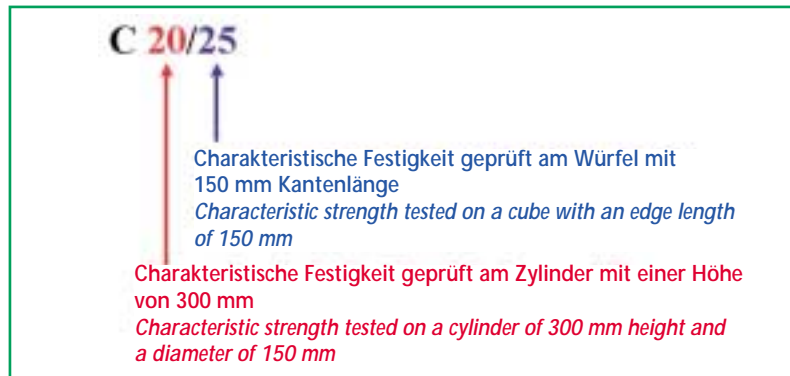 C 20/25
Charakteristische Festigkeit geprüft am Würfel mit
150 mm Kantenlänge
Characteristic strength tested on a cube with an edge length
of 150 mm
Charakteristische Festigkeit geprüft am Zylinder mit einer Höhe
von 300 mm
Characteristic strength tested on a cylinder of 300 mm height and
a diameter of 150 mm